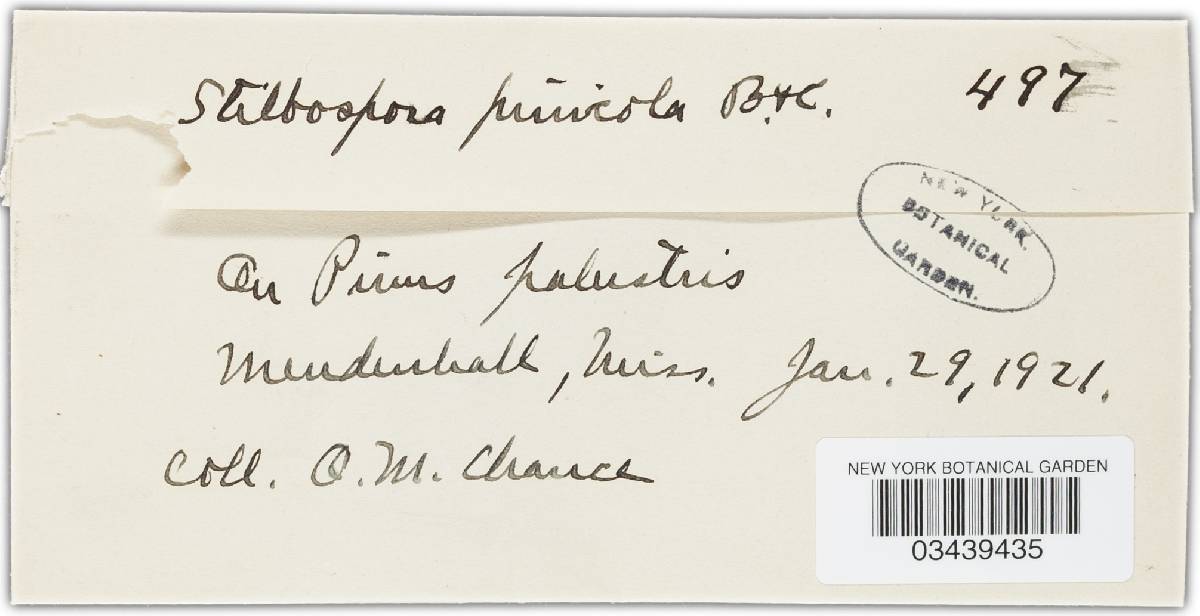 Stilbospora pinicola B.&C. 497
NEW YORK
BOTANICAL
GARDEN.
On Pinus palustris
Mendenhall, Miss. Jan. 29, 1921.
Coll. O. M. Chance
NEW YORK BOTANICAL GARDEN
03439435